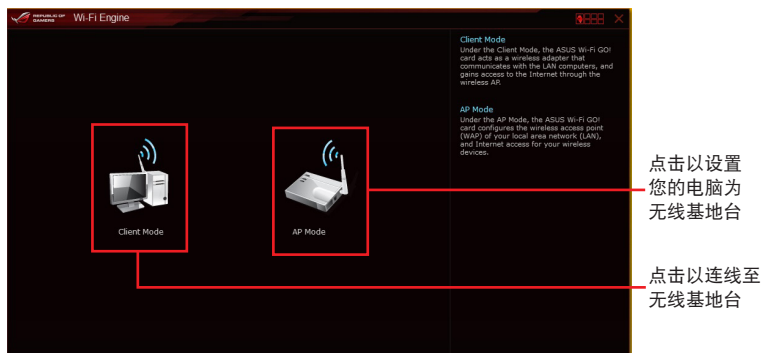 REPUBLIC OF
GAMERS
Wi-Fi Engine
Client Mode
Under the Client Mode, the ASUS Wi-Fi GO!
card acts as a wireless adapter that
communicates with the LAN computers, and
gains access to the Internet through the
wireless AP.
AP Mode
Under the AP Mode, the ASUS Wi-Fi GO!
card configures the wireless access point
(WAP) of your local area network (LAN),
and Internet access for your wireless
devices.
Client Mode
AP Mode
点击以设置
您的电脑为
无线基地台
点击以连线至
无线基地台